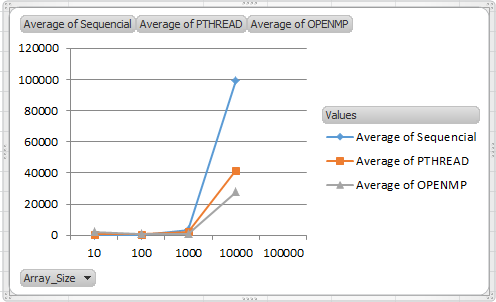 Average of Sequencial Average of PTHREAD Average of OPENMP
120000
100000
80000
60000
40000
20000
0
10 100 1000 10000 100000
Values
Average of Sequencial
Average of PTHREAD
Average of OPENMP
Array_Size